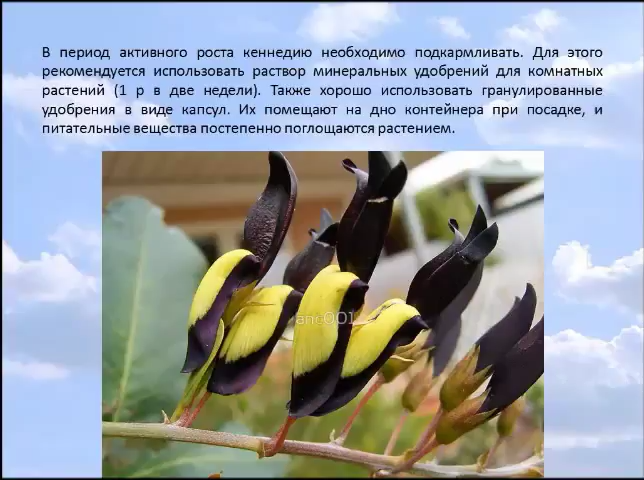 В период активного роста кеннедию необходимо подкармливать. Для этого
рекомендуется использовать раствор минеральных удобрений для комнатных
растений (1 р в две недели). Также хорошо использовать гранулированные
удобрения в виде капсул. Их помещают на дно контейнера при посадке, и
питательные вещества постепенно поглощаются растением.